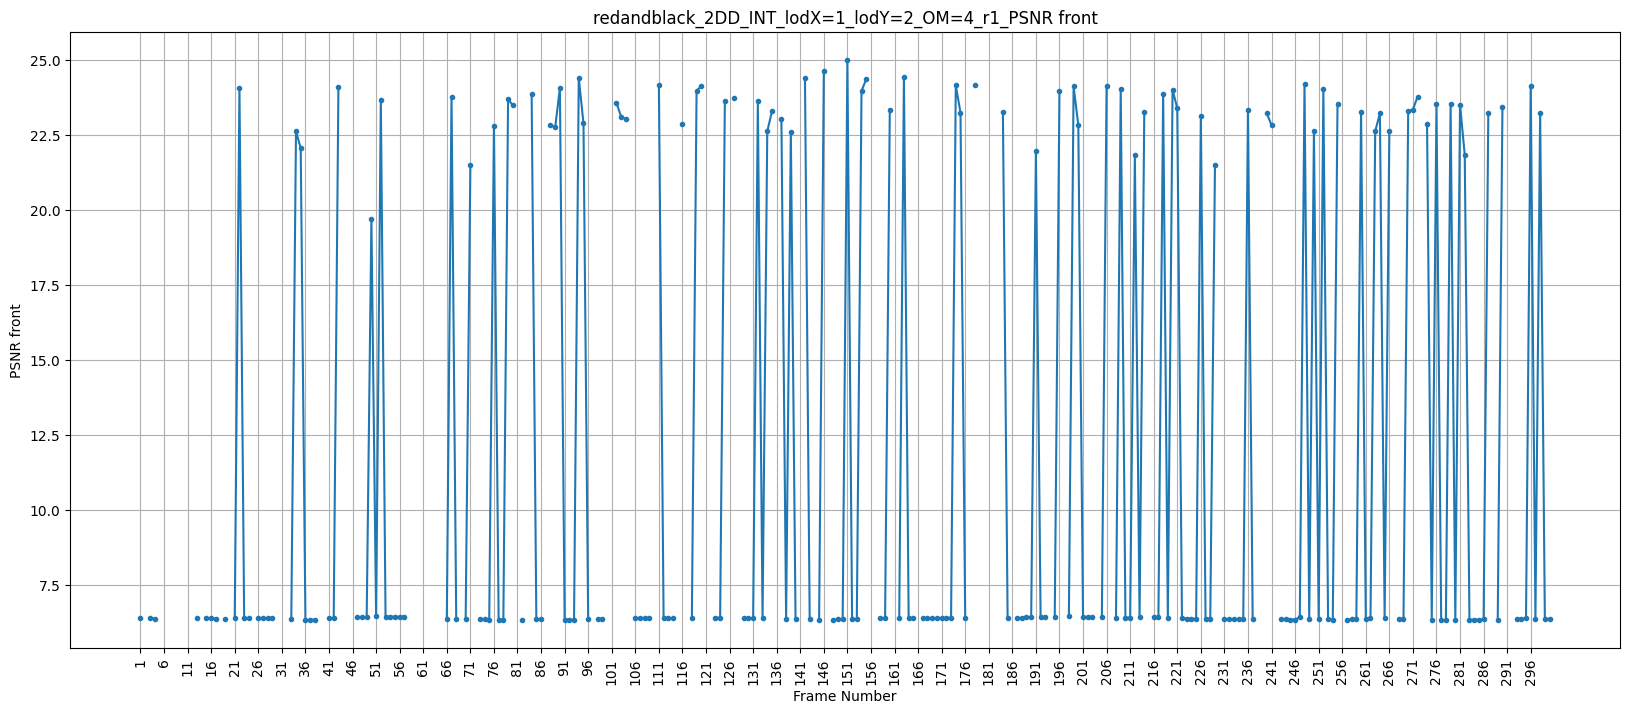 redandblack_2DD_INT_lodX=1_lodY=2_OM=4_r1_PSNR front
PSNR front
25.0
22.5
20.0
17.5
15.0
12.5
10.0
7.5
1 6 11 16 21 26 31 36 41 46 51 56 61 66 71 76 81 86 91 96 101 106 111 116 121 126 131 136 141 146 151 156 161 166 171 176 181 186 191 196 201 206 211 216 221 226 231 236 241 246 251 256 261 266 271 276 281 286 291 296
Frame Number